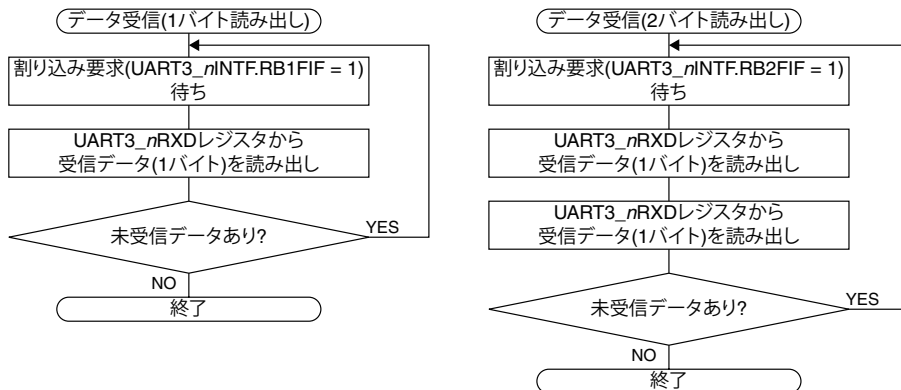 データ受信(1バイト読み出し)
割り込み要求(UART3_nINTF.RB1FIF = 1)
待ち
UART3_nRXDレジスタから
受信データ(1バイト)を読み出し
未受信データあり?
YES
NO
終了
データ受信(2バイト読み出し)
割り込み要求(UART3_nINTF.RB2FIF = 1)
待ち
UART3_nRXDレジスタから
受信データ(1バイト)を読み出し
UART3_nRXDレジスタから
受信データ(1バイト)を読み出し
未受信データあり?
YES
NO
終了